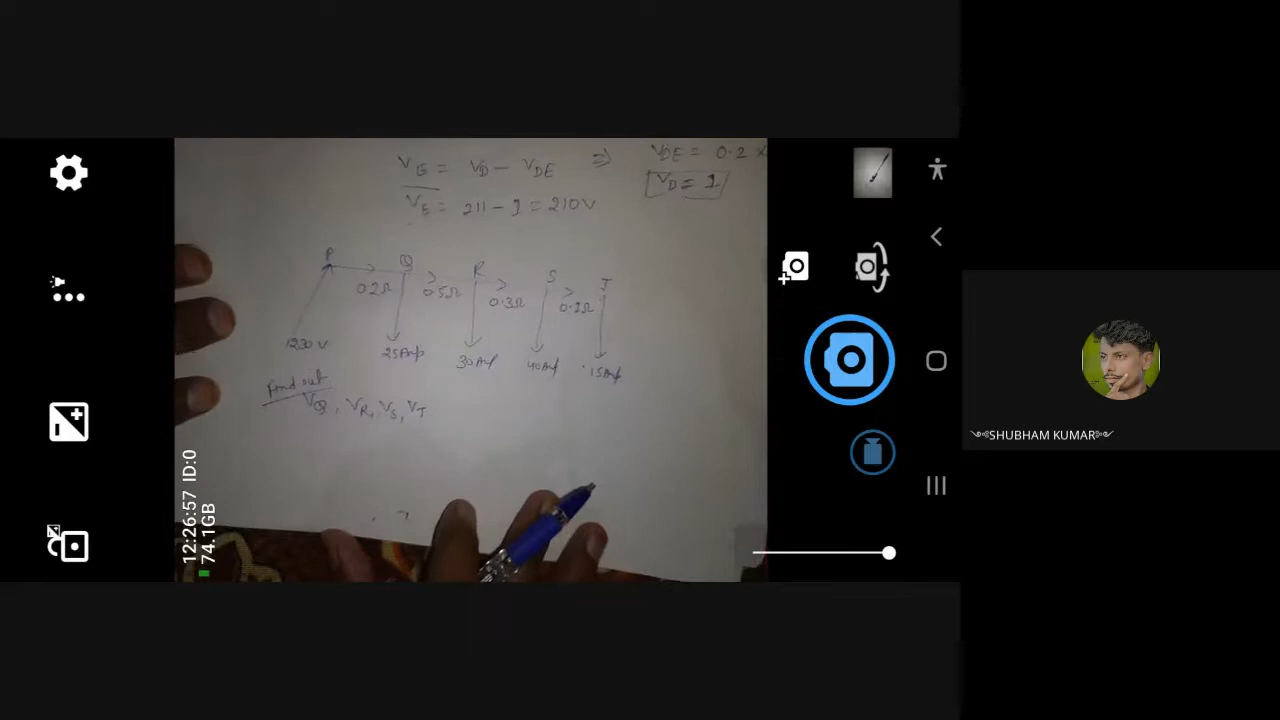 VE = VD - VDE => VDE = 0.2 x
VE = 211 - 1 = 210V VD = 1
P Q R S T
0.2Ω 0.5Ω 0.3Ω 0.2Ω
1230 V 25Amp 30Amp 40Amp 15Amp
Find out
VQ, VR, VS, VT
12:26:57 ID:0
74.1GB
༺SHUBHAM KUMAR༻